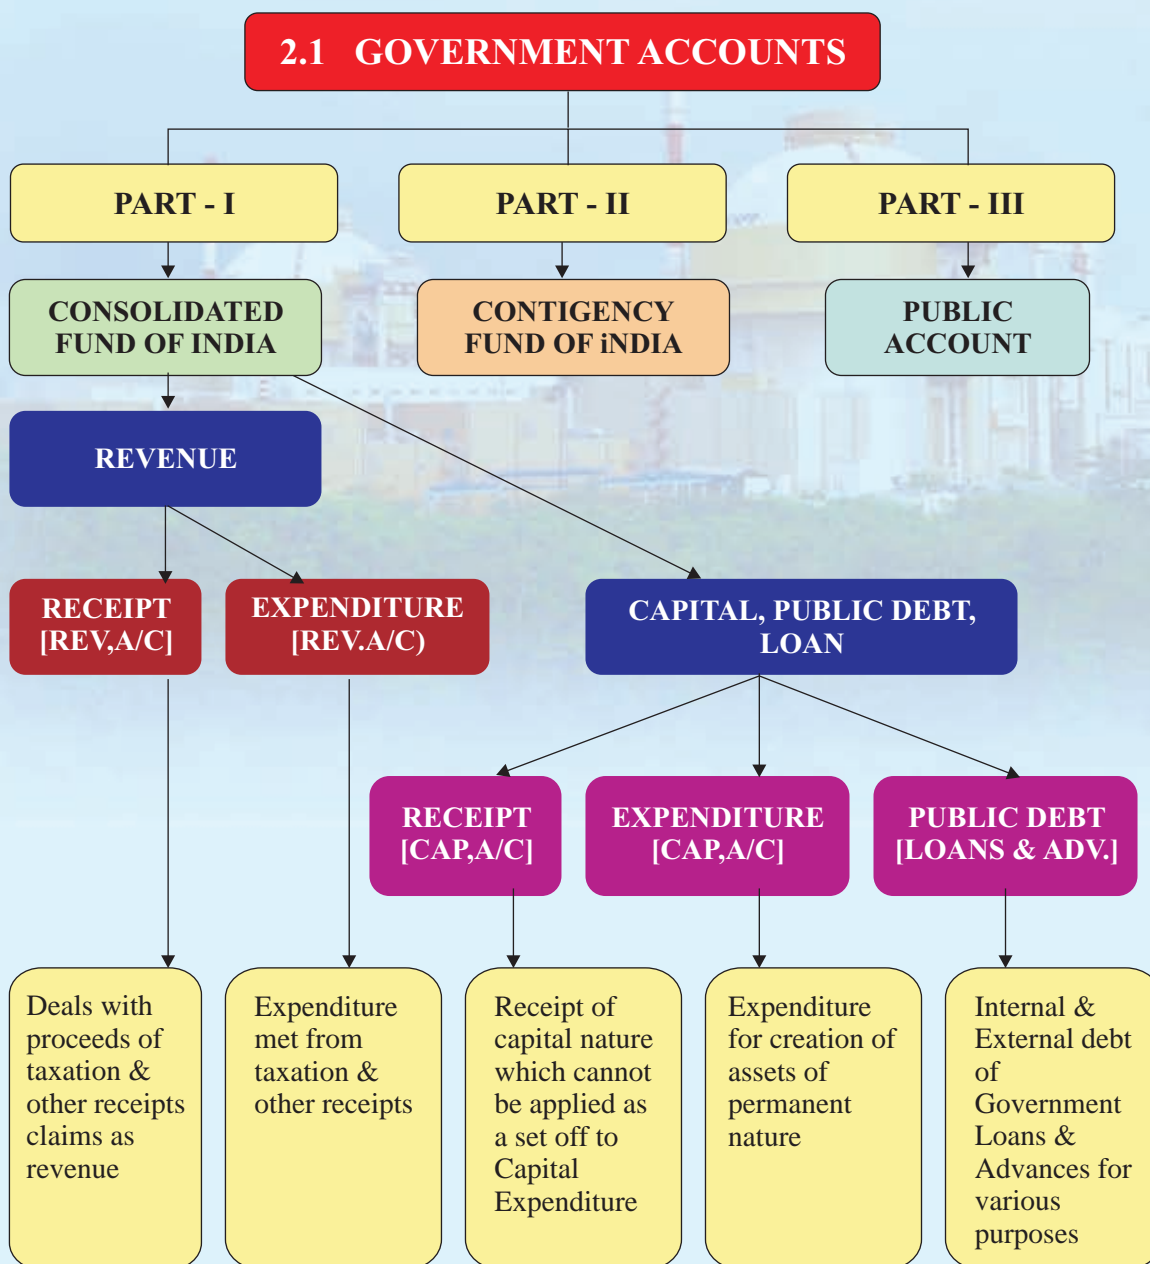 2.1 GOVERNMENT ACCOUNTS
PART - I
PART - II
PART - III
CONSOLIDATED
FUND OF INDIA
CONTIGENCY
FUND OF iNDIA
PUBLIC
ACCOUNT
REVENUE
RECEIPT
[REV,A/C]
EXPENDITURE
[REV.A/C)
CAPITAL, PUBLIC DEBT,
LOAN
RECEIPT
[CAP,A/C]
EXPENDITURE
[CAP,A/C]
PUBLIC DEBT
[LOANS & ADV.]
Deals with
proceeds of
taxation &
other receipts
claims as
revenue
Expenditure
met from
taxation &
other receipts
Receipt of
capital nature
which cannot
be applied as
a set off to
Capital
Expenditure
Expenditure
for creation of
assets of
permanent
nature
Internal &
External debt
of
Government
Loans &
Advances for
various
purposes